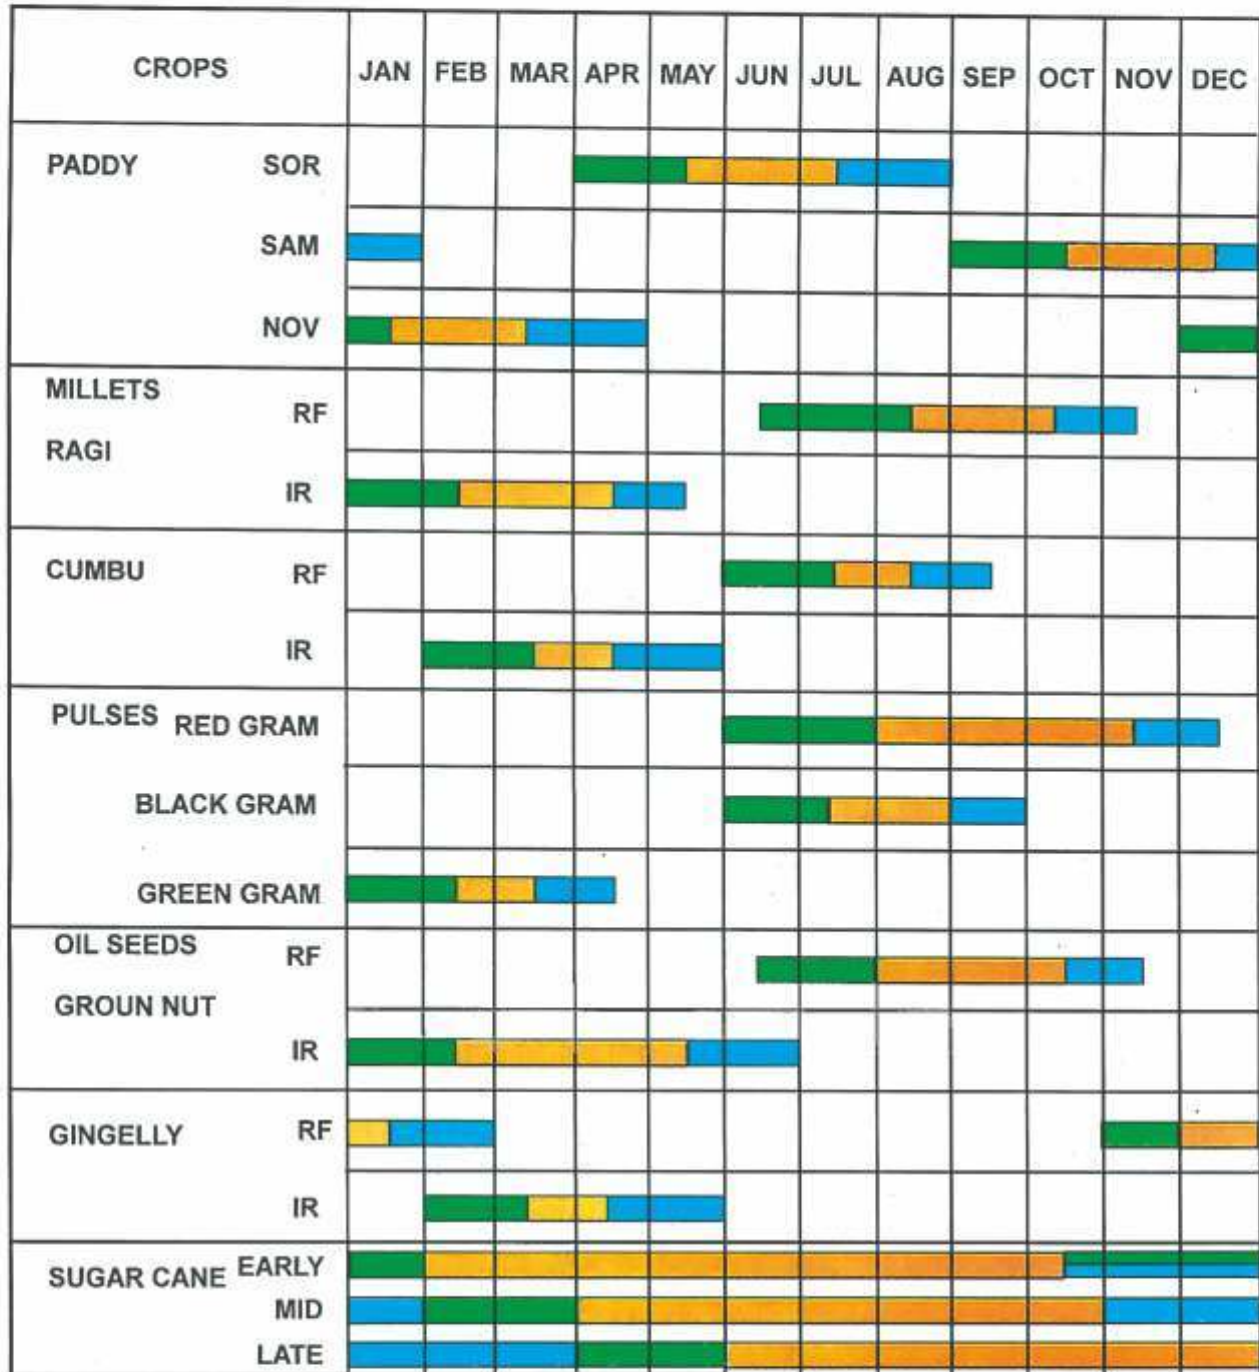 CROPS JAN FEB MAR APR MAY JUN JUL AUG SEP OCT NOV DEC
PADDY SOR
SAM
NOV
MILLETS
RF
RAGI
IR
CUMBU RF
IR
PULSES RED GRAM
BLACK GRAM
GREEN GRAM
OIL SEEDS
RF
GROUN NUT
IR
GINGELLY RF
IR
SUGAR CANE EARLY
MID
LATE